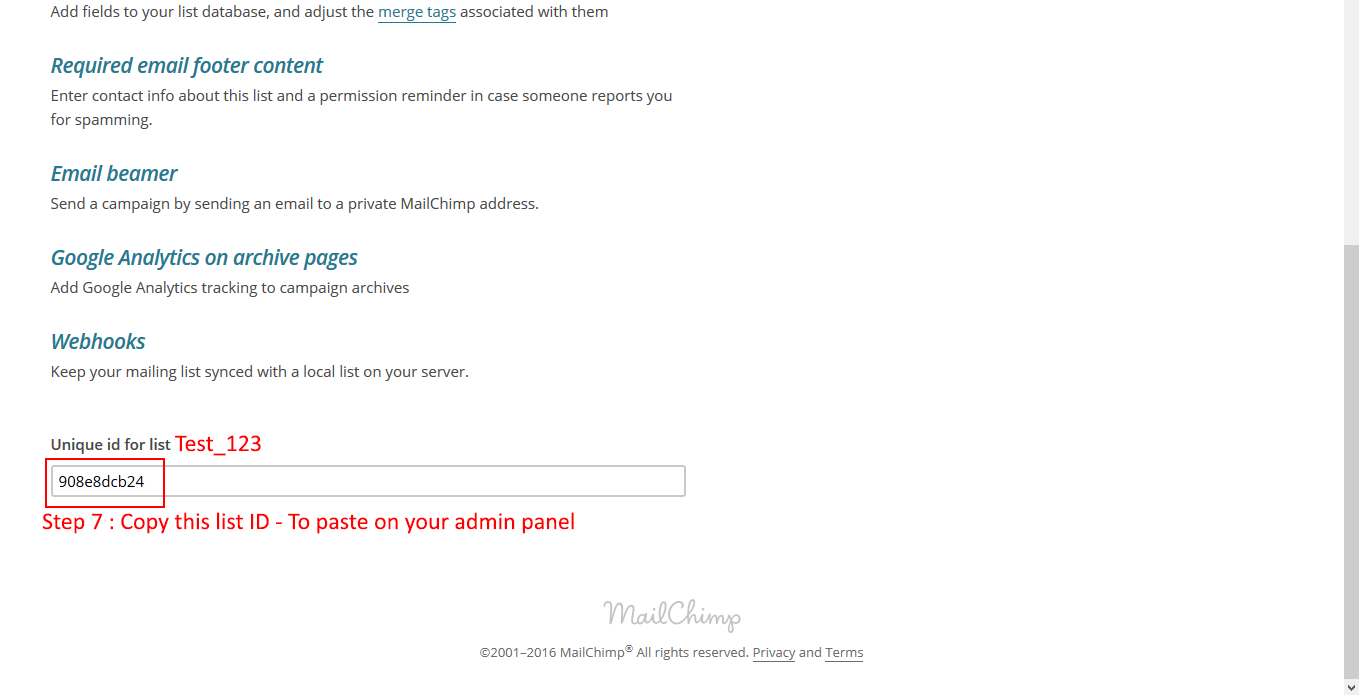 Add fields to your list database, and adjust the merge tags associated with them
Required email footer content
Enter contact info about this list and a permission reminder in case someone reports you
for spamming.
Email beamer
Send a campaign by sending an email to a private MailChimp address.
Google Analytics on archive pages
Add Google Analytics tracking to campaign archives
Webhooks
Keep your mailing list synced with a local list on your server.
Unique id for list Test_123
908e8dcb24
Step 7 : Copy this list ID - To paste on your admin panel
MailChimp
©2001–2016 MailChimp® All rights reserved. Privacy and Terms